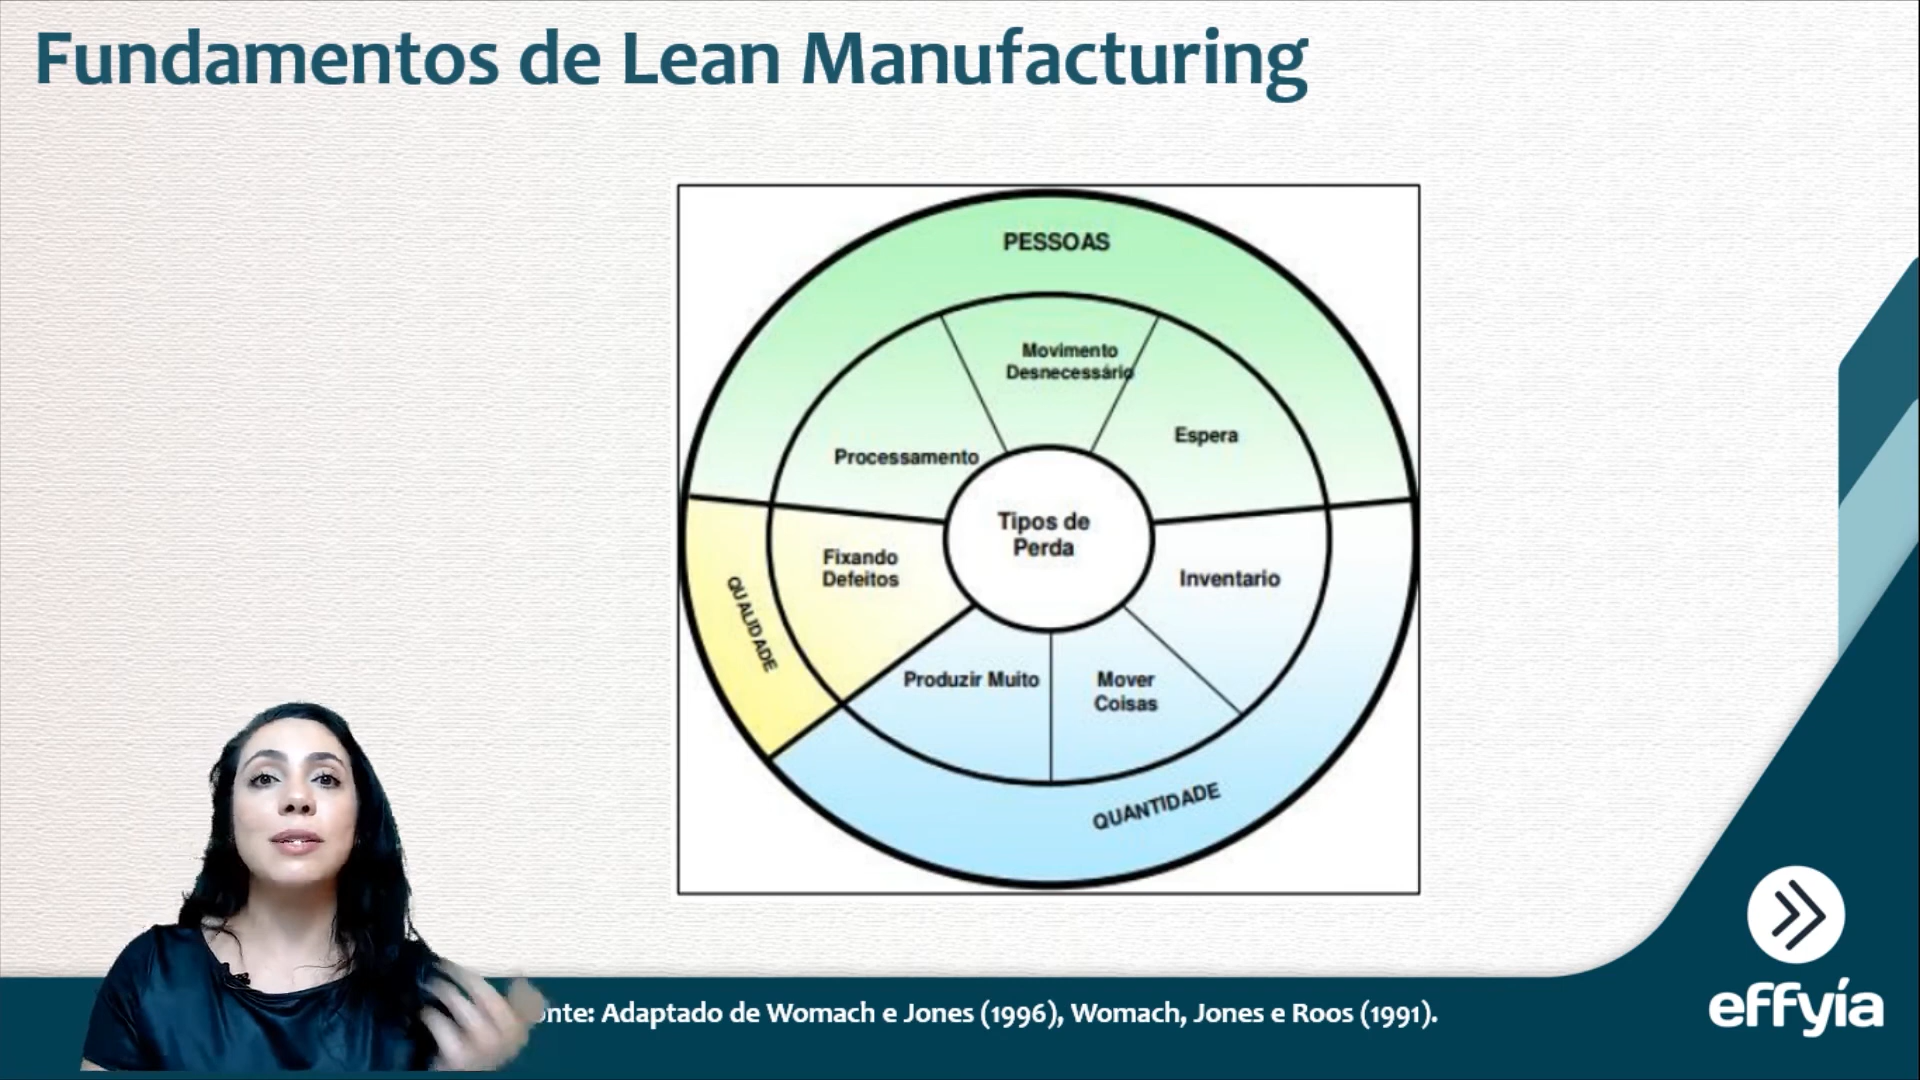 Fundamentos de Lean Manufacturing
PESSOAS
Movimento
Desnecessário
Espera
Processamento
Tipos de
Perda
Fixando
Defeitos
Inventario
QUALIDADE
Produzir Muito
Mover
Coisas
QUANTIDADE
onte: Adaptado de Womach e Jones (1996), Womach, Jones e Roos (1991).
effyía